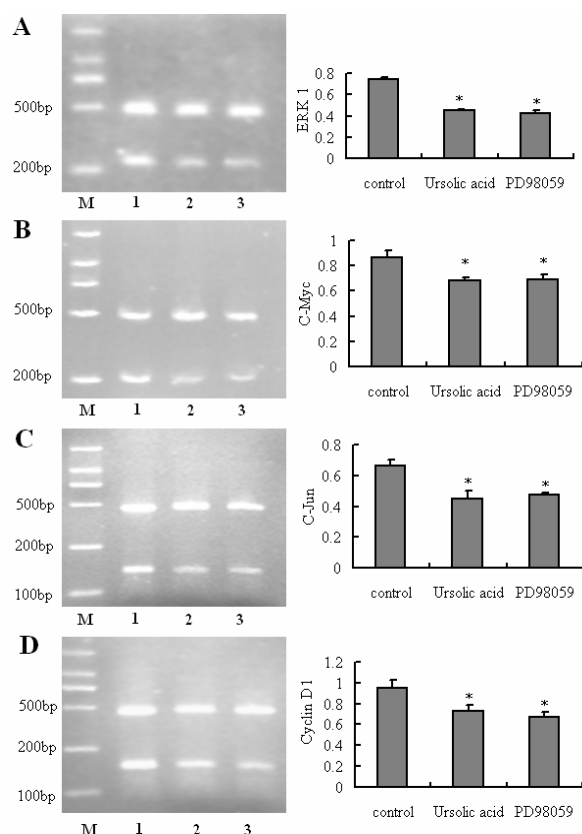 A
500bp
200bp
M 1 2 3
ERK 1
0.8
0.6
0.4
0.2
0
* *
control Ursolic acid PD98059
B
500bp
200bp
M 1 2 3
C-Myc
1
0.8
0.6
0.4
0.2
0
* *
control Ursolic acid PD98059
C
500bp
200bp
100bp
M 1 2 3
C-Jun
0.8
0.6
0.4
0.2
0
* *
control Ursolic acid PD98059
D
500bp
200bp
100bp
M 1 2 3
Cyclin D1
1.2
1
0.8
0.6
0.4
0.2
0
* *
control Ursolic acid PD98059